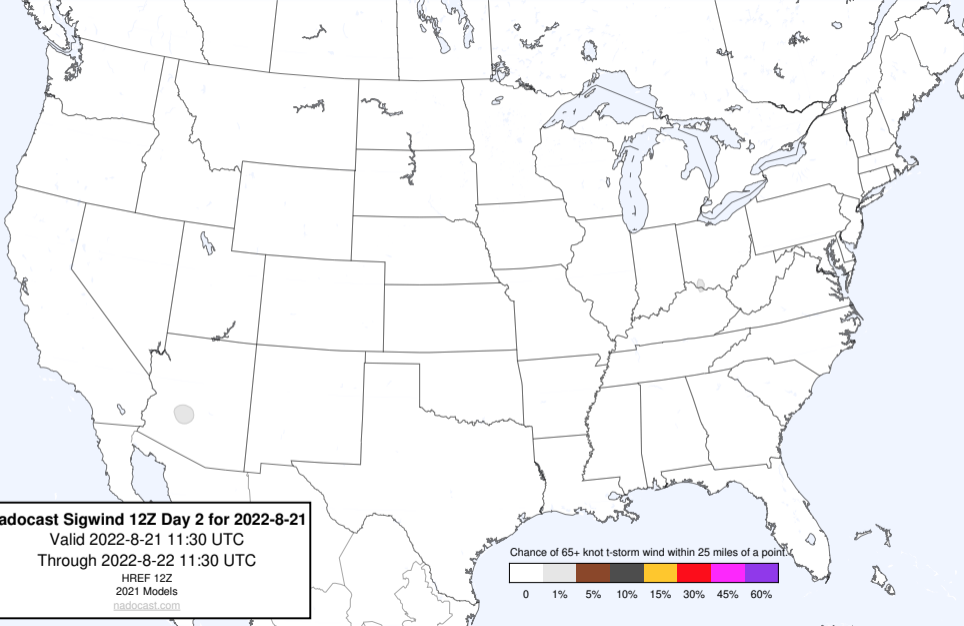 adocast Sigwind 12Z Day 2 for 2022-8-21
Valid 2022-8-21 11:30 UTC
Through 2022-8-22 11:30 UTC
HREF 12Z
2021 Models
nadocast.com
Chance of 65+ knot t-storm wind within 25 miles of a point.
0 1% 5% 10% 15% 30% 45% 60%